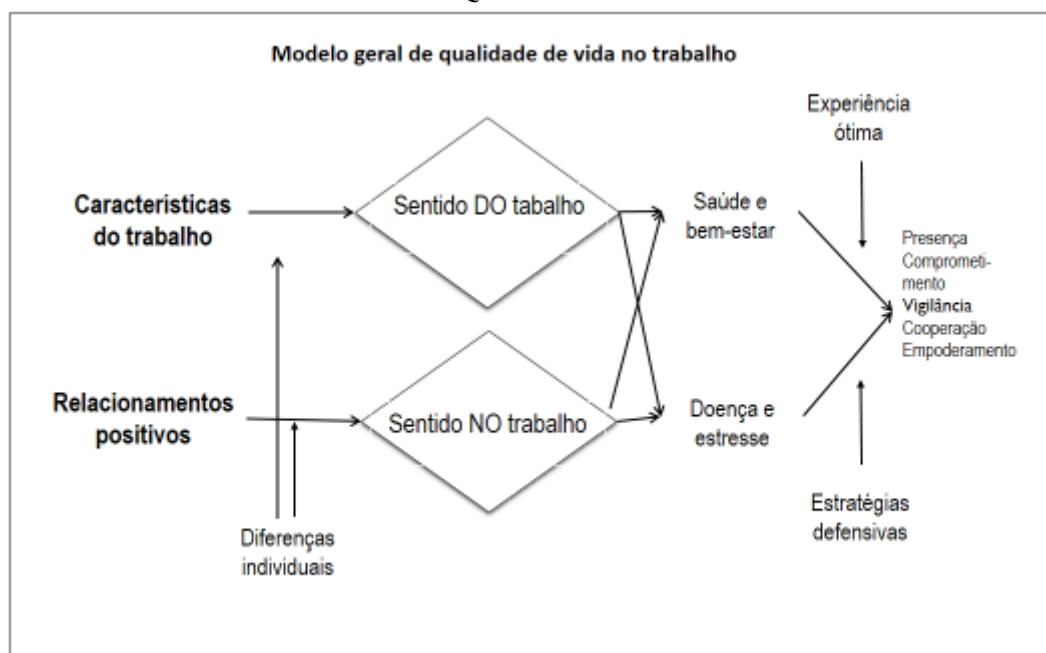 Modelo geral de qualidade de vida no trabalho
Experiência
ótima
Características
do trabalho
Sentido DO tabalho
Saúde e
bem-estar
Presença
Comprometi-
mento
Vigilância
Cooperação
Empoderamento
Relacionamentos
positivos
Sentido NO trabalho
Doença e
estresse
Diferenças
individuais
Estratégias
defensivas